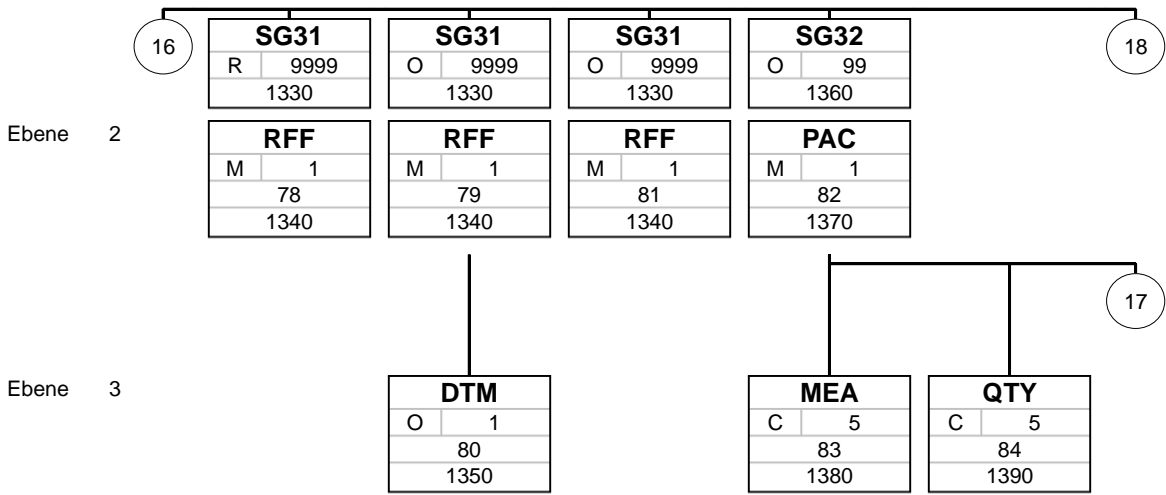 16
SG31
R 9999
1330
SG31
O 9999
1330
SG31
O 9999
1330
SG32
O 99
1360
18
Ebene 2
RFF
M 1
78
1340
RFF
M 1
79
1340
RFF
M 1
81
1340
PAC
M 1
82
1370
17
Ebene 3
DTM
O 1
80
1350
MEA
C 5
83
1380
QTY
C 5
84
1390